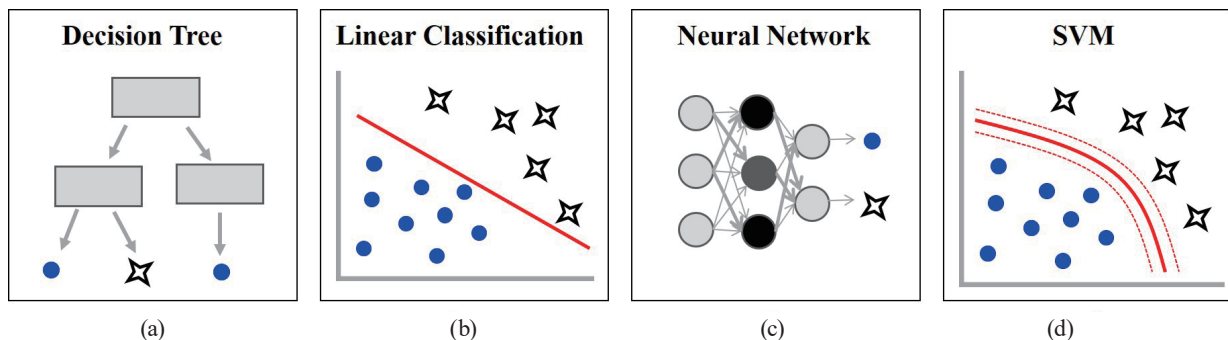 Decision Tree
Linear Classification
Neural Network
SVM
(a)
(b)
(c)
(d)